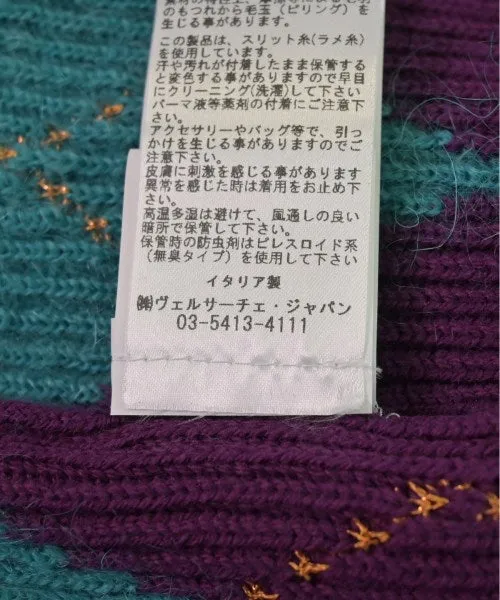 のもつれから毛玉（ピリング）を
生じる事があります。
この製品は、スリット糸(ラメ糸)
を使用しています。
汗や汚れが付着したまま保管する
と変色する事がありますので早目
にクリーニング(洗濯)して下さい
パーマ液等薬剤の付着にご注意下
さい。
アクセサリーやバッグ等で、引っ
かけを生じる事がありますのでご
注意下さい。
皮膚に刺激を感じる事があります
異常を感じた時は着用をお止め下
さい。
高温多湿は避けて、風通しの良い
暗所で保管して下さい。
保管時の防虫剤はピレスロイド系
（無臭タイプ）を使用して下さい
イタリア製
㈱ヴェルサーチェ・ジャパン
03-5413-4111